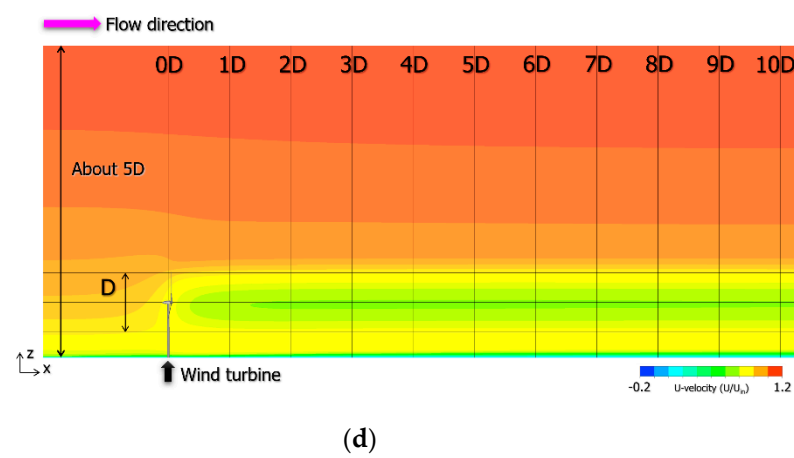 Flow direction
0D 1D 2D 3D 4D 5D 6D 7D 8D 9D 10D
About 5D
D
z
x
Wind turbine
-0.2 U-velocity (U/Uin) 1.2
(d)